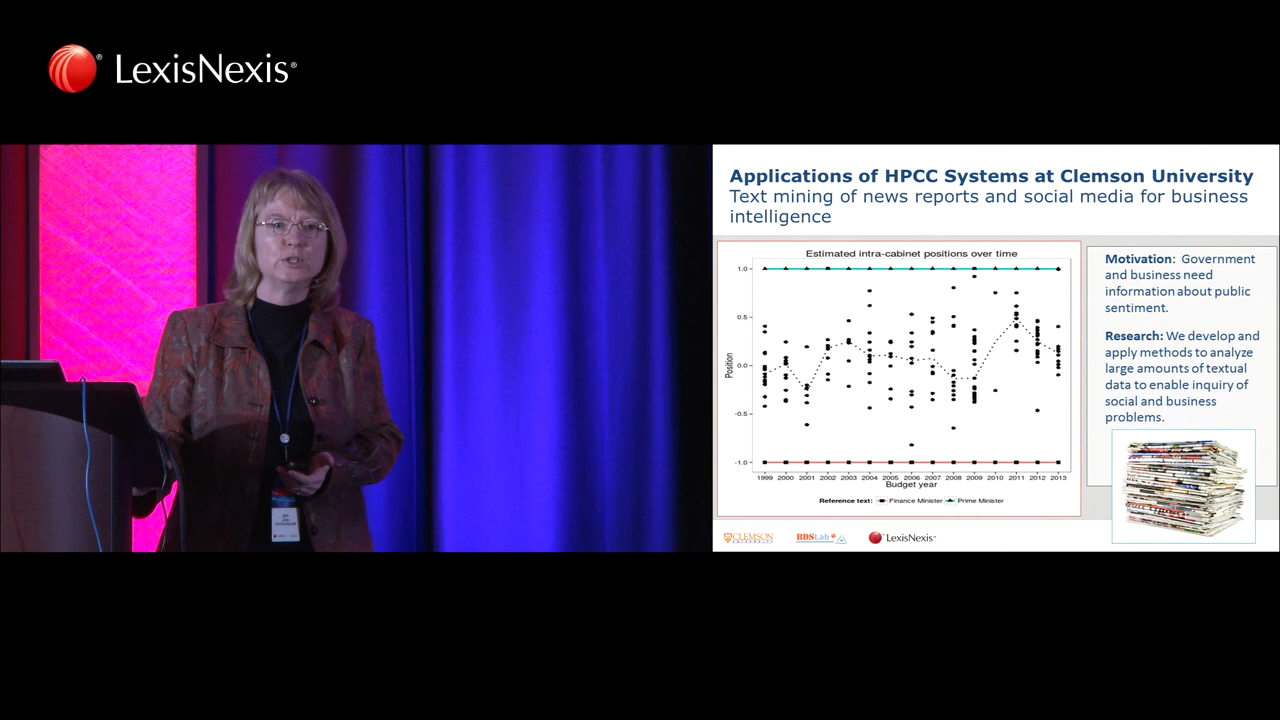 LexisNexis®
Applications of HPCC Systems at Clemson University
Text mining of news reports and social media for business
intelligence
Estimated intra-cabinet positions over time
1.0
0.5
0.0
-0.5
-1.0
Position
1999 2000 2001 2002 2003 2004 2005 2006 2007 2008 2009 2010 2011 2012 2013
Budget year
Reference text: Finance Minister Prime Minister
Motivation: Government
and business need
information about public
sentiment.
Research: We develop and
apply methods to analyze
large amounts of textual
data to enable inquiry of
social and business
problems.
CLEMSON
BDSLab
LexisNexis®